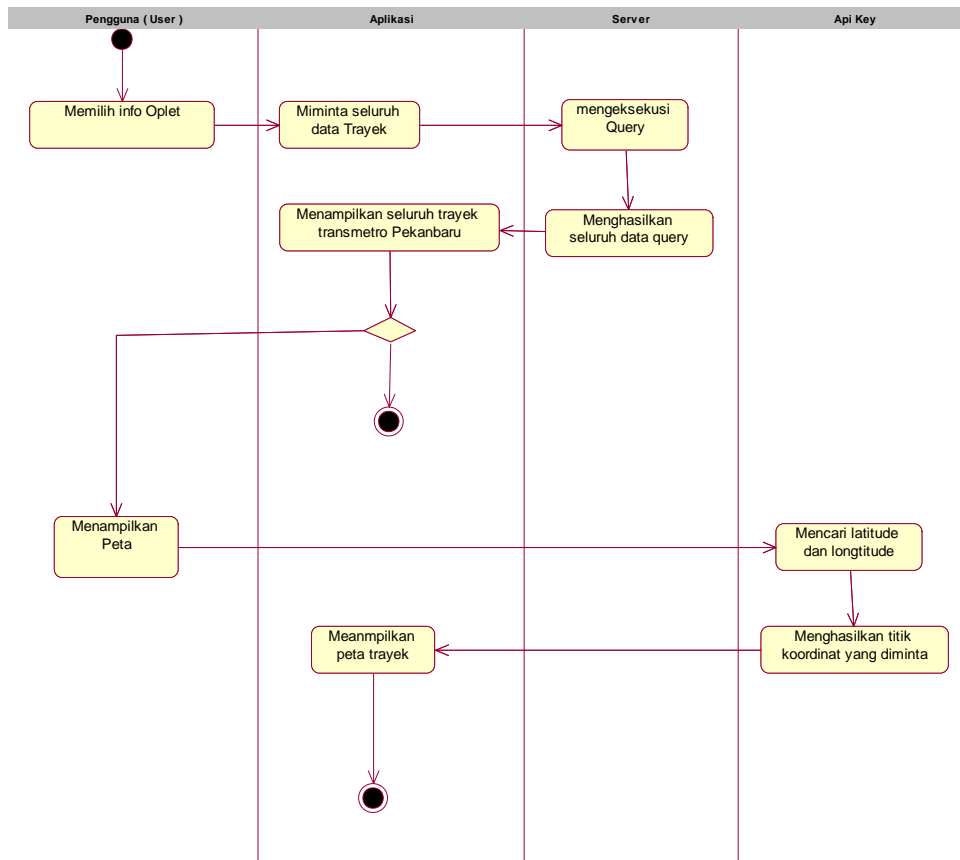 Pengguna ( User )
Aplikasi
Server
Api Key
Memilih info Oplet
Miminta seluruh
data Trayek
mengeksekusi
Query
Menampilkan seluruh trayek
transmetro Pekanbaru
Menghasilkan
seluruh data query
Menampilkan
Peta
Mencari latitude
dan longtitude
Meanmpilkan
peta trayek
Menghasilkan titik
koordinat yang diminta